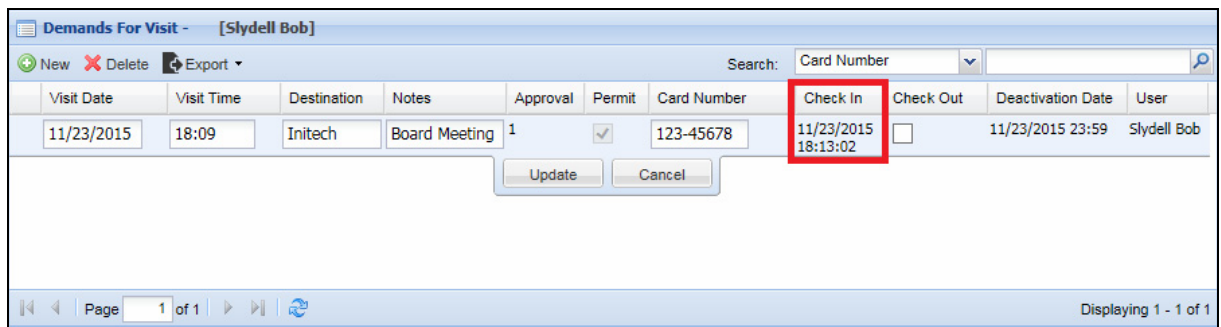 Demands For Visit - [Slydell Bob]
New Delete Export Search: Card Number
Visit Date Visit Time Destination Notes Approval Permit Card Number Check In Check Out Deactivation Date User
11/23/2015 18:09 Initech Board Meeting 1 123-45678 11/23/2015 11/23/2015 23:59 Slydell Bob
18:13:02
Update Cancel
Page 1 of 1 Displaying 1 - 1 of 1